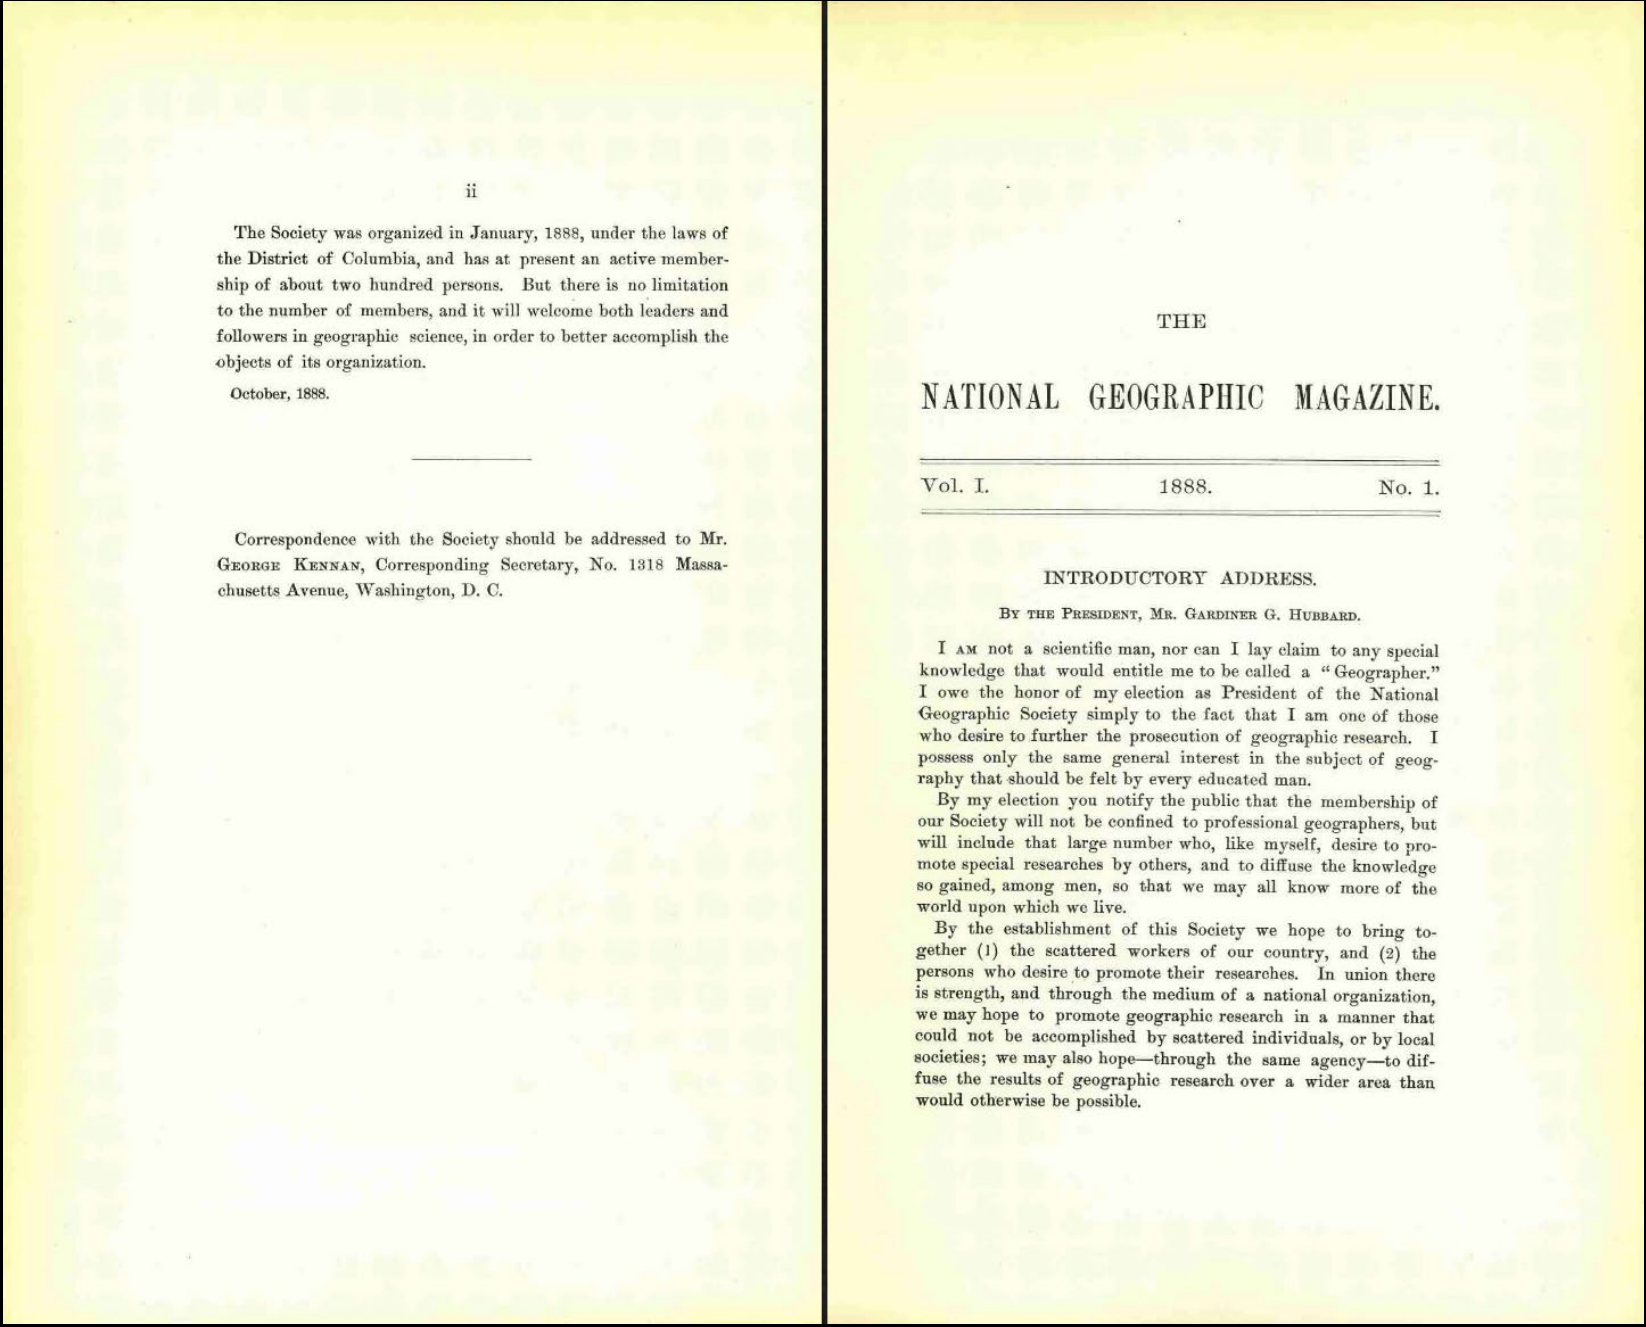 ii
The Society was organized in January, 1888, under the laws of
the District of Columbia, and has at present an active member-
ship of about two hundred persons. But there is no limitation
to the number of members, and it will welcome both leaders and
followers in geographic science, in order to better accomplish the
objects of its organization.
October, 1888.
Correspondence with the Society should be addressed to Mr.
GEORGE KENNAN, Corresponding Secretary, No. 1318 Massa-
chusetts Avenue, Washington, D. C.
THE
NATIONAL GEOGRAPHIC MAGAZINE.
Vol. I. 1888. No. 1.
INTRODUCTORY ADDRESS.
BY THE PRESIDENT, MR. GARDINER G. HUBBARD.
I AM not a scientific man, nor can I lay claim to any special
knowledge that would entitle me to be called a “Geographer.”
I owe the honor of my election as President of the National
Geographic Society simply to the fact that I am one of those
who desire to further the prosecution of geographic research. I
possess only the same general interest in the subject of geog-
raphy that should be felt by every educated man.
By my election you notify the public that the membership of
our Society will not be confined to professional geographers, but
will include that large number who, like myself, desire to pro-
mote special researches by others, and to diffuse the knowledge
so gained, among men, so that we may all know more of the
world upon which we live.
By the establishment of this Society we hope to bring to-
gether (1) the scattered workers of our country, and (2) the
persons who desire to promote their researches. In union there
is strength, and through the medium of a national organization,
we may hope to promote geographic research in a manner that
could not be accomplished by scattered individuals, or by local
societies; we may also hope—through the same agency—to dif-
fuse the results of geographic research over a wider area than
would otherwise be possible.